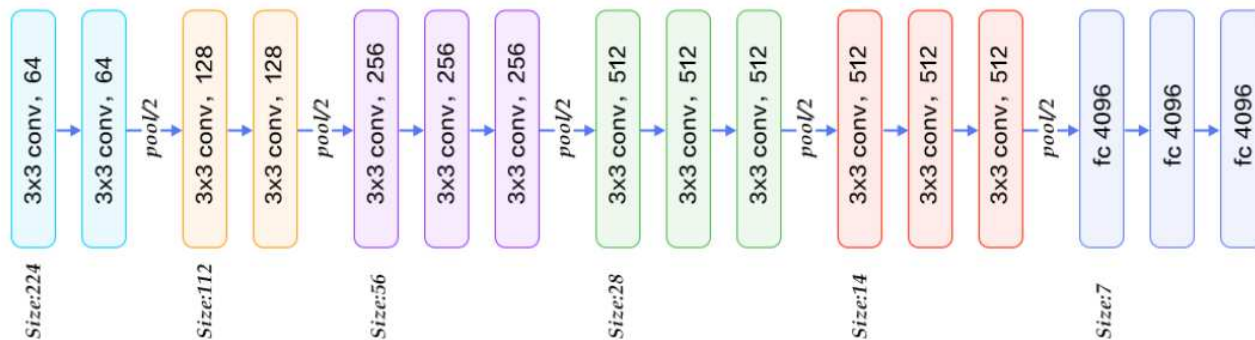 3x3 conv, 64
3x3 conv, 64
pool/2
3x3 conv, 128
3x3 conv, 128
pool/2
3x3 conv, 256
3x3 conv, 256
3x3 conv, 256
pool/2
3x3 conv, 512
3x3 conv, 512
3x3 conv, 512
pool/2
3x3 conv, 512
3x3 conv, 512
3x3 conv, 512
pool/2
fc 4096
fc 4096
fc 4096
Size:224
Size:112
Size:56
Size:28
Size:14
Size:7